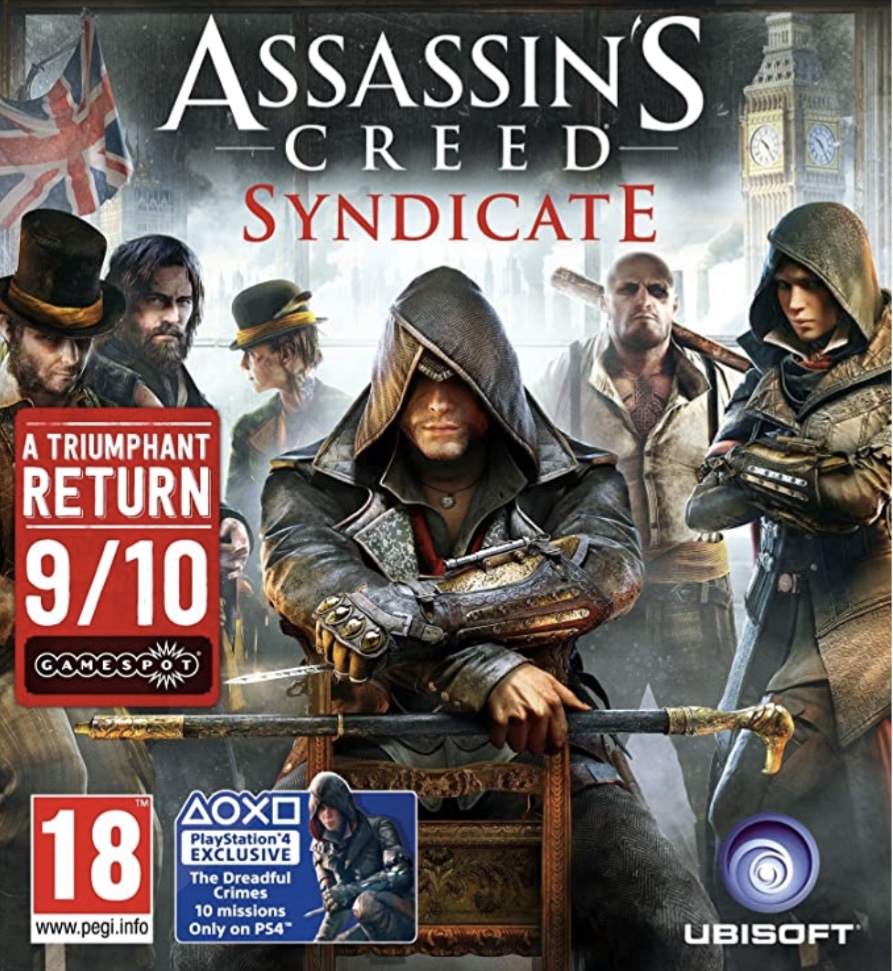 ASSASSIN'S
CREED
SYNDICATE
A TRIUMPHANT
RETURN
9/10
GAMESPOT®
18™
www.pegi.info
PlayStation®4
EXCLUSIVE
The Dreadful
Crimes
10 missions
Only on PS4™
UBISOFT®